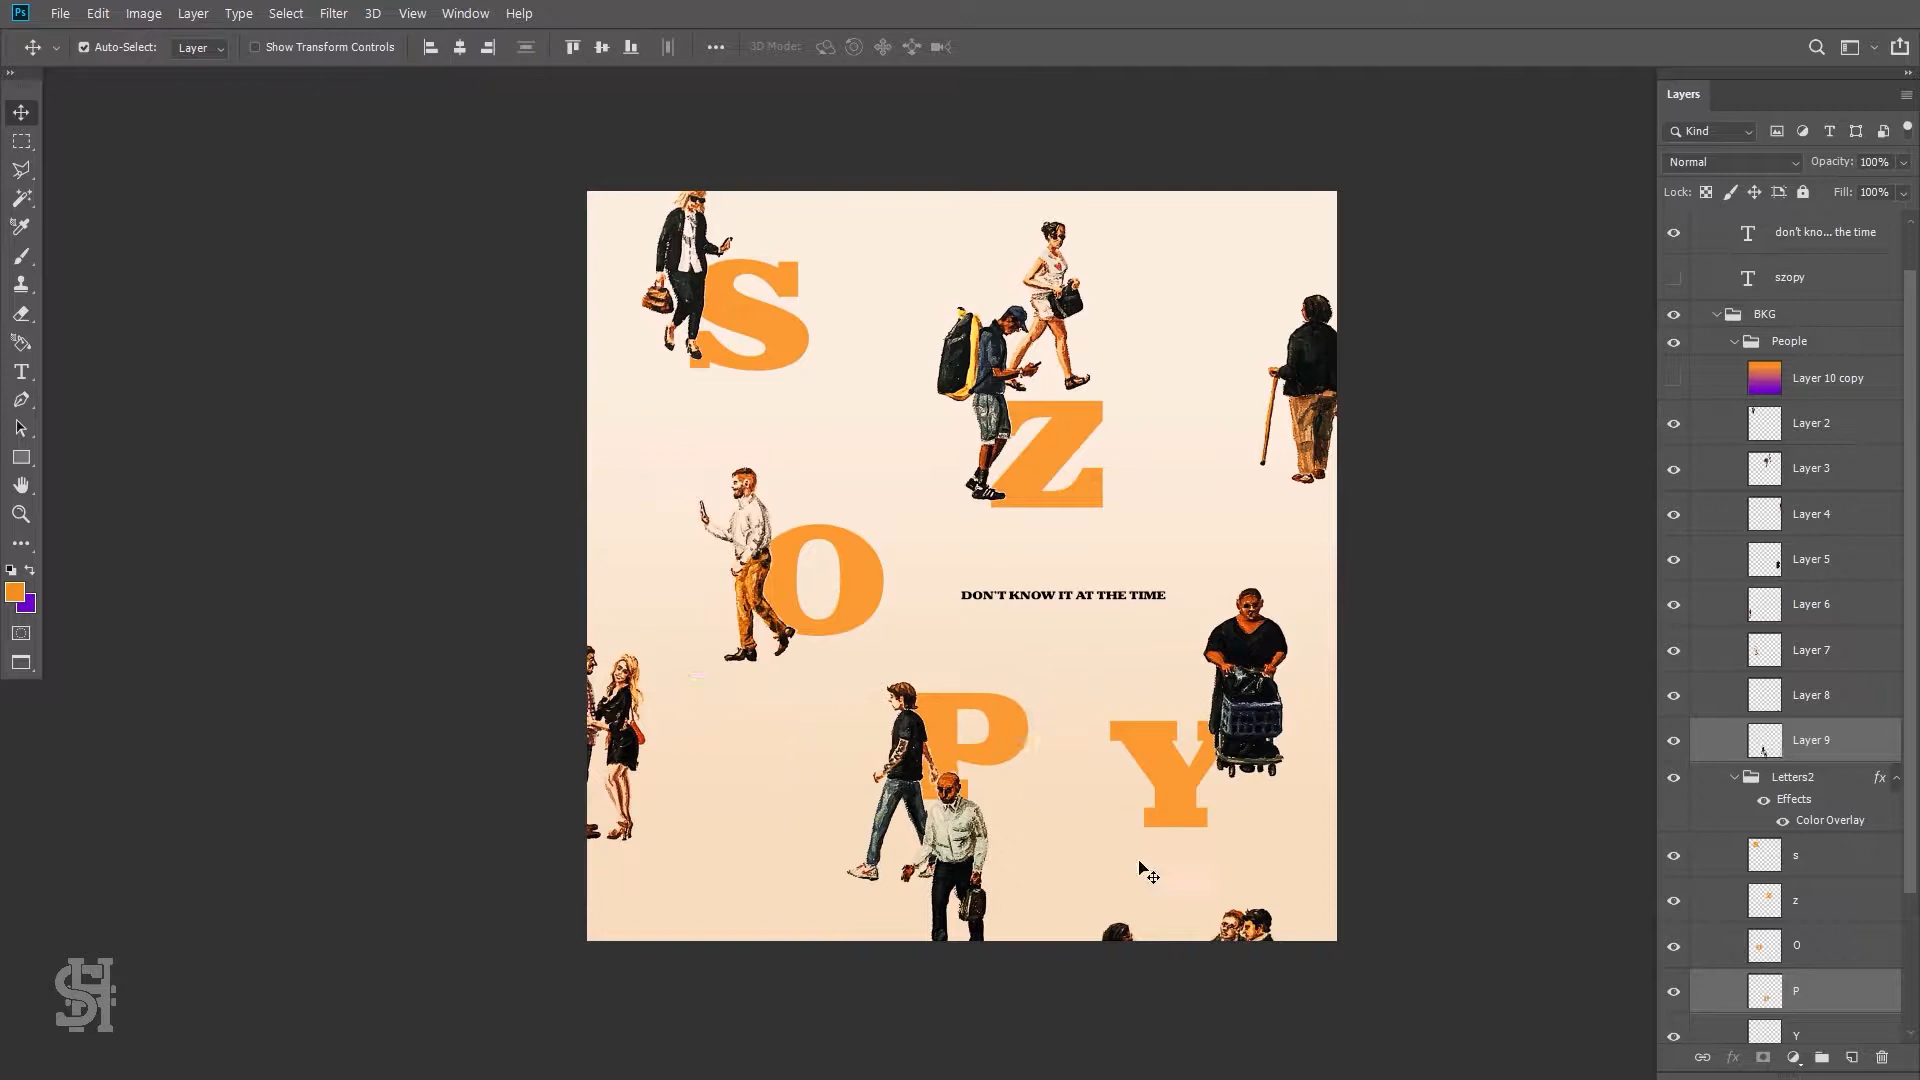 Ps File Edit Image Layer Type Select Filter 3D View Window Help
Auto-Select: Layer Show Transform Controls 3D Mode:
Layers
Kind
Normal Opacity: 100%
Lock: Fill: 100%
don't kno... the time
szopy
BKG
People
Layer 10 copy
Layer 2
Layer 3
Layer 4
Layer 5
Layer 6
Layer 7
Layer 8
Layer 9
Letters2 fx
Effects
Color Overlay
s
z
O
P
Y
fx
S
Z
O
DON'T KNOW IT AT THE TIME
P Y
SH